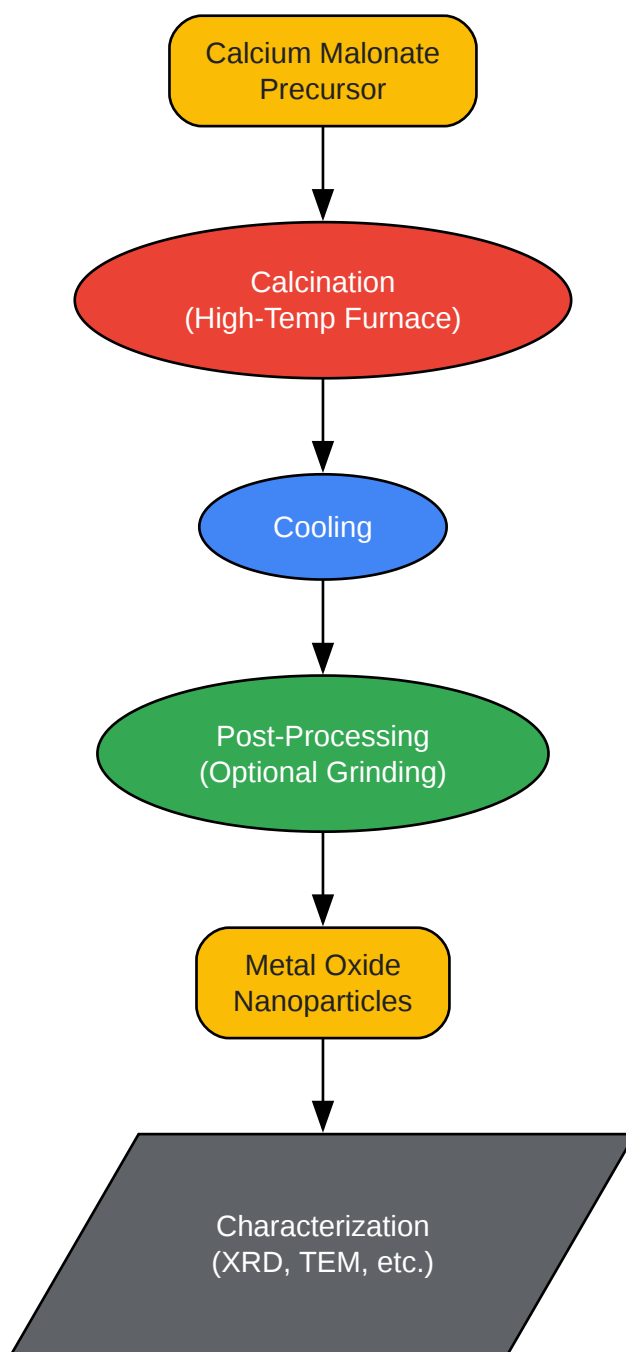 Calcium Malonate
Precursor
Calcination
(High-Temp Furnace)
Cooling
Post-Processing
(Optional Grinding)
Metal Oxide
Nanoparticles
Characterization
(XRD, TEM, etc.)